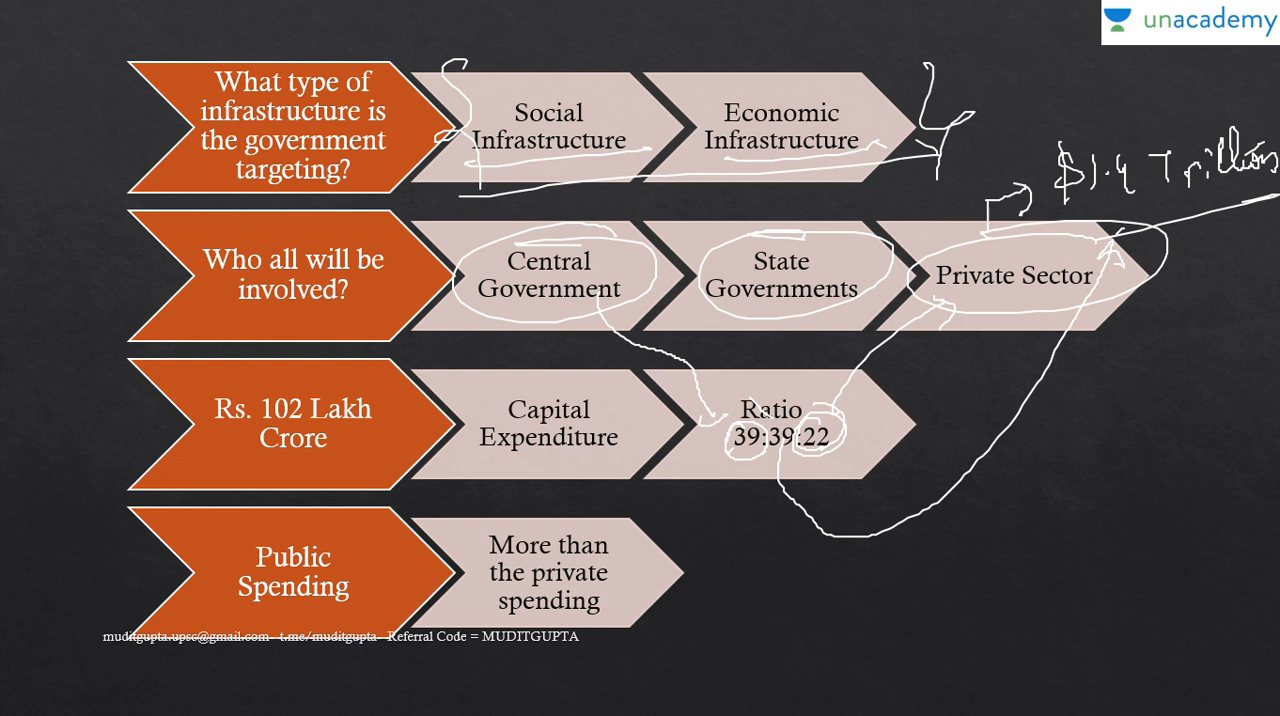 unacademy
What type of
infrastructure is
the government
targeting?
Social
Infrastructure
Economic
Infrastructure
$1.4 Trillion
Who all will be
involved?
Central
Government
State
Governments
Private Sector
Rs. 102 Lakh
Crore
Capital
Expenditure
Ratio
39:39:22
Public
Spending
More than
the private
spending
muditgupta.upsc@gmail.com- t.me/muditgupta- Referral Code = MUDITGUPTA